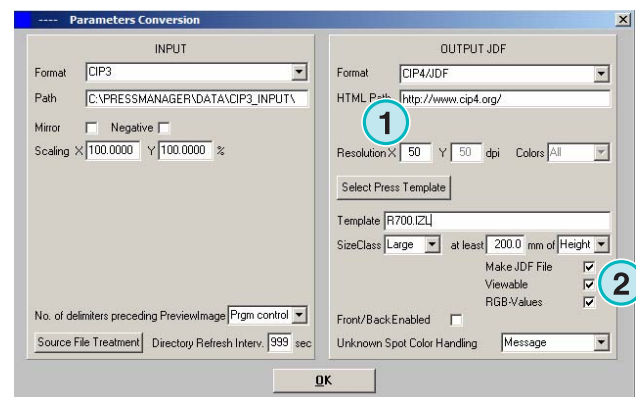 ---- Parameters Conversion
INPUT
Format CIP3
Path C:\PRESSMANAGER\DATA\CIP3_INPUT\
Mirror Negative
Scaling X 100.0000 Y 100.0000 %
No. of delimiters preceding PreviewImage Prgm control
Source File Treatment Directory Refresh Interv. 999 sec
OUTPUT JDF
Format CIP4/JDF
HTML Path http://www.cip4.org/
1
Resolution X 50 Y 50 dpi Colors All
Select Press Template
Template R700.IZL
SizeClass Large at least 200.0 mm of Height
Make JDF File
Viewable 2
RGB-Values
Front/Back Enabled
Unknown Spot Color Handling Message
OK